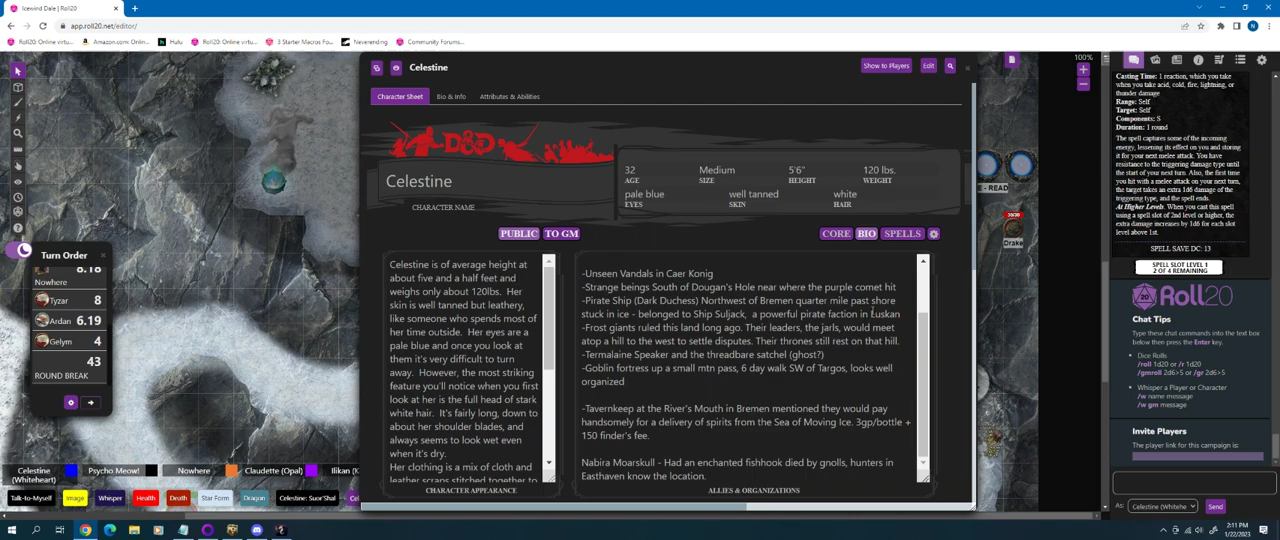 Icewind Dale | Roll20
app.roll20.net/editor/
Roll20: Online virtu...
Amazon.com: Onlin...
Hulu
Roll20: Online virtu...
3 Starter Macros Fo...
Neverending
Community Forums...
Celestine
Show to Players
Edit
100%
Character Sheet
Bio & Info
Attributes & Abilities
D&D
Celestine
CHARACTER NAME
32
AGE
Medium
SIZE
5'6"
HEIGHT
120 lbs.
WEIGHT
pale blue
EYES
well tanned
SKIN
white
HAIR
PUBLIC
TO GM
CORE
BIO
SPELLS
Celestine is of average height at
about five and a half feet and
weighs only about 120lbs. Her
skin is well tanned but leathery,
like someone who spends most of
her time outside. Her eyes are a
pale blue and once you look at
them it's very difficult to turn
away. However, the most striking
feature you'll notice when you first
look at her is the full head of stark
white hair. It's fairly long, down to
about her shoulder blades, and
always seems to look wet even
when it's dry.
Her clothing is a mix of cloth and
leather scraps stitched together to
CHARACTER APPEARANCE
-Unseen Vandals in Caer Konig
-Strange beings South of Dougan's Hole near where the purple comet hit
-Pirate Ship (Dark Duchess) Northwest of Bremen quarter mile past shore
stuck in ice - belonged to Ship Suljack, a powerful pirate faction in Luskan
-Frost giants ruled this land long ago. Their leaders, the jarls, would meet
atop a hill to the west to settle disputes. Their thrones still rest on that hill.
-Termalaine Speaker and the threadbare satchel (ghost?)
-Goblin fortress up a small mtn pass, 6 day walk SW of Targos, looks well
organized
-Tavernkeep at the River's Mouth in Bremen mentioned they would pay
handsomely for a delivery of spirits from the Sea of Moving Ice. 3gp/bottle +
150 finder's fee.
Nabira Moarskull - Had an enchanted fishhook died by gnolls, hunters in
Easthaven know the location.
ALLIES & ORGANIZATIONS
Turn Order
8.18
Nowhere
Tyzar 8
Ardan 6.19
Gelym 4
43
ROUND BREAK
Celestine
(Whiteheart)
Psycho Meow!
Nowhere
Claudette (Opal)
Ilikan (K
Talk-to-Myself
Image
Whisper
Health
Death
Star Form
Dragon
Celestine: Suor'Shal
- READ
30/30
Drake
Casting Time: 1 reaction, which you take
when you take acid, cold, fire, lightning, or
thunder damage
Range: Self
Target: Self
Components: S
Duration: 1 round
The spell captures some of the incoming
energy, lessening its effect on you and
storing it for your next melee attack. You have
resistance to the triggering damage type until
the start of your next turn. Also, the first time
you hit with a melee attack on your next turn,
the target takes an extra 1d6 damage of the
triggering type, and the spell ends.
At Higher Levels. When you cast this spell
using a spell slot of 2nd level or higher, the
extra damage increases by 1d6 for each slot
level above 1st.
SPELL SAVE DC: 13
SPELL SLOT LEVEL 1
2 OF 4 REMAINING
Roll20
Chat Tips
Type these chat commands into the text box
below then press the Enter key.
• Dice Rolls
/roll 1d20 or /r 1d20
/gmroll 2d6>5 or /gr 2d6>5
• Whisper a Player or Character
/w name message
/w gm message
Invite Players
The player link for this campaign is:
As:
Celestine (Whitehe
Send
2:11 PM
1/22/2023